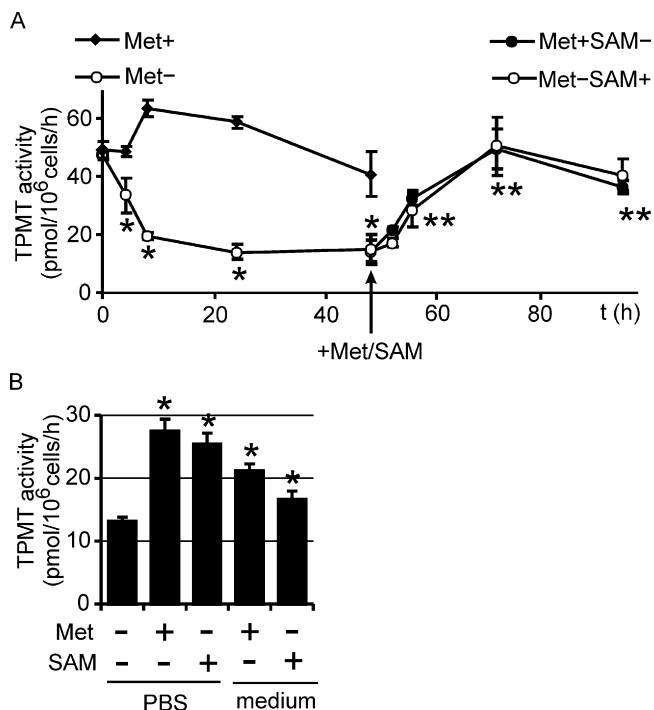 A
Met+
Met−
Met+SAM−
Met−SAM+
TPMT activity
(pmol/10⁶cells/h)
60
40
20
0
* * * * ** ** **
0 20 40 60 80 t (h)
+Met/SAM
B
TPMT activity
(pmol/10⁶cells/h)
30
20
10
0
* * * *
Met - + - + -
SAM - - + - +
PBS medium